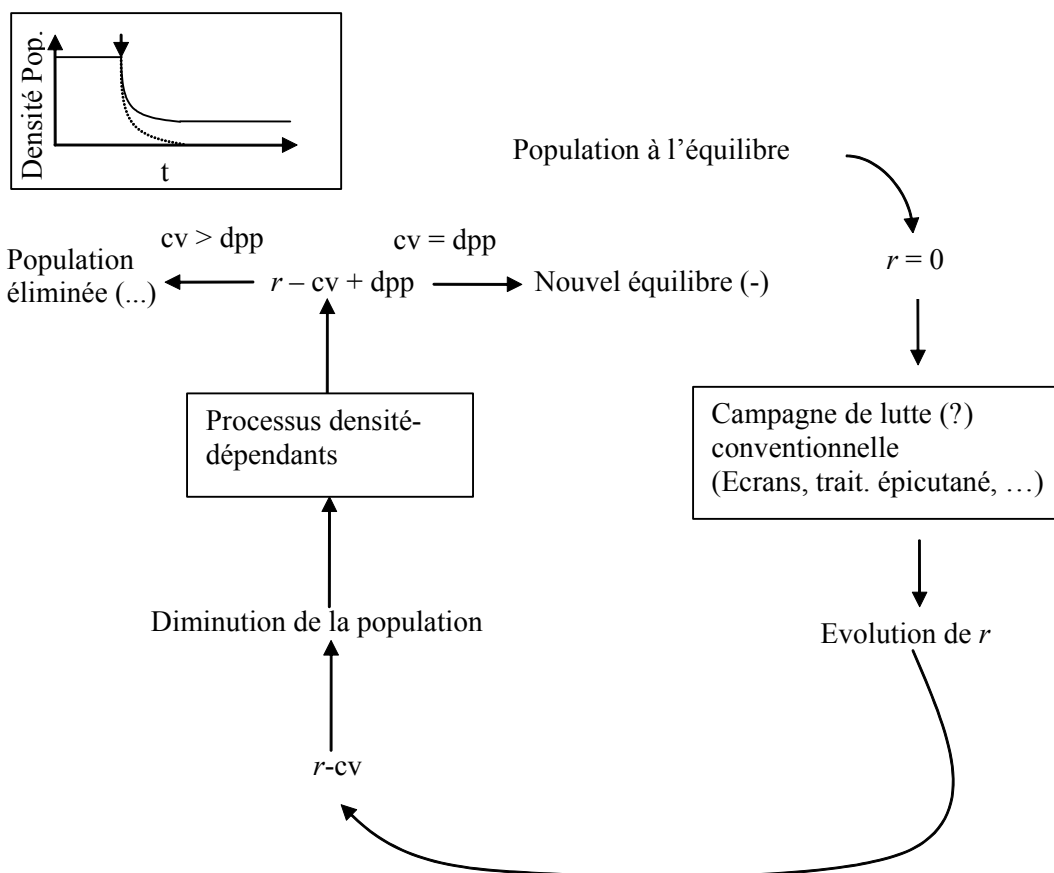 Densité Pop.
t
Population à l’équilibre
r = 0
cv > dpp
cv = dpp
Population
éliminée (...)
r – cv + dpp
Nouvel équilibre (-)
Processus densité-
dépendants
Campagne de lutte (?)
conventionnelle
(Ecrans, trait. épicutané, …)
Diminution de la population
Evolution de r
r-cv